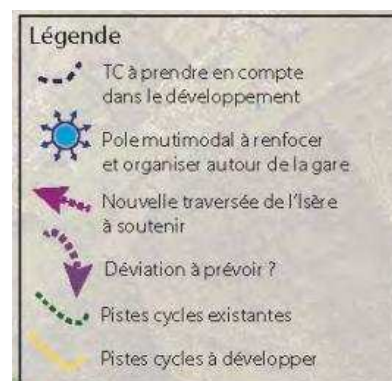 Légende
TC à prendre en compte
dans le développement
Pole mutimodal à renfocer
et organiser autour de la gare
Nouvelle traversée de l'Isère
à soutenir
Déviation à prévoir ?
Pistes cycles existantes
Pistes cycles à développer